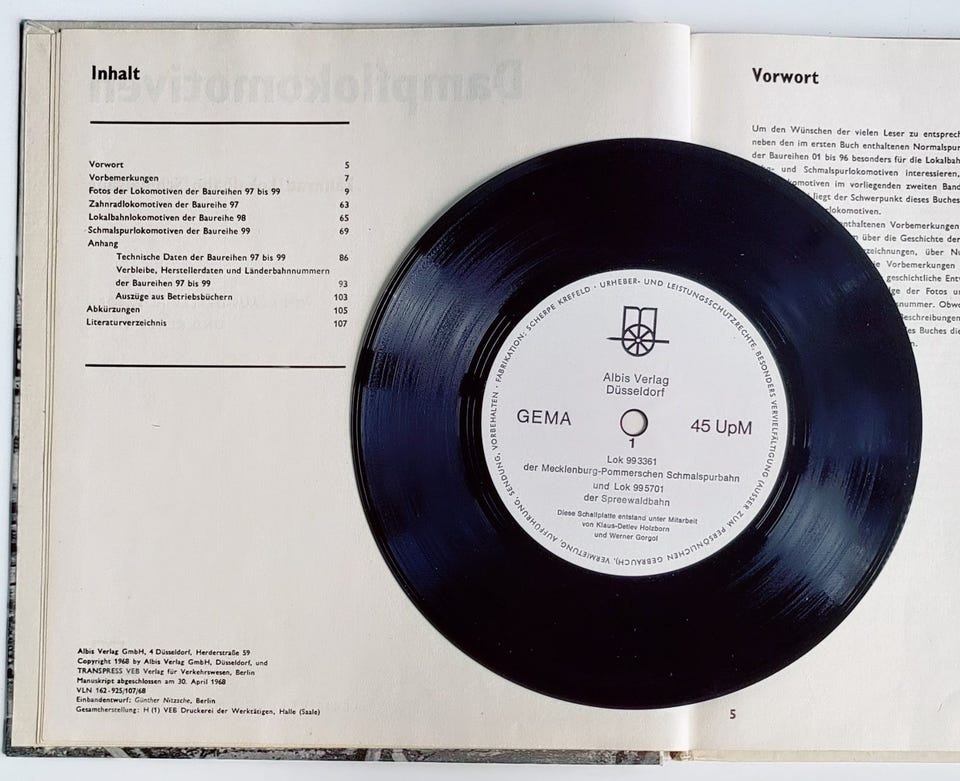 Inhalt
Dampflokomotiven
Vorwort 5
Vorbemerkungen 7
Fotos der Lokomotiven der Baureihen 97 bis 99 9
Zahnradlokomotiven der Baureihe 97 63
Lokalbahnlokomotiven der Baureihe 98 65
Schmalspurlokomotiven der Baureihe 99 69
Anhang
Technische Daten der Baureihen 97 bis 99 86
Verbleibe, Herstellerdaten und Länderbahnnummern
der Baureihen 97 bis 99 93
Auszüge aus Betriebsbüchern 103
Abkürzungen 105
Literaturverzeichnis 107
Albis Verlag GmbH, 4 Düsseldorf, Herderstraße 59
Copyright 1968 by Albis Verlag GmbH, Düsseldorf, und
TRANSPRESS VEB Verlag für Verkehrswesen, Berlin
Manuskript abgeschlossen am 30. April 1968
VLN 162-925/107/68
Einbandentwurf: Günther Nitzsche, Berlin
Gesamtherstellung: H (1) VEB Druckerei der Werktätigen, Halle (Saale)
FABRIKATION: SCHERPE KREFELD · URHEBER- UND LEISTUNGSSCHUTZRECHTE, BESONDERS VERVIELFÄLTIGUNG (AUSSER ZUM PERSÖNLICHEN GEBRAUCH), VERMIETUNG, AUFFÜHRUNG, SENDUNG, VORBEHALTEN ·
Albis Verlag
Düsseldorf
GEMA
45 UpM
1
Lok 993361
der Mecklenburg-Pommerschen Schmalspurbahn
und Lok 995701
der Spreewaldbahn
Diese Schallplatte entstand unter Mitarbeit
von Klaus-Detlev Holzborn
und Werner Gorgol
Vorwort
Um den Wünschen der vielen Leser zu entsprech
neben den im ersten Buch enthaltenen Normalspur
der Baureihen 01 bis 96 besonders für die Lokalbah
und Schmalspurlokomotiven interessieren,
komotiven im vorliegenden zweiten Band
liegt der Schwerpunkt dieses Buches
lokomotiven.
enthaltenen Vorbemerkungen
über die Geschichte der
zeichnungen, über Nu
Vorbemerkungen
geschichtliche Entw
ge der Fotos u
snummer. Obwo
Beschreibungen
es Buches die
n.
5